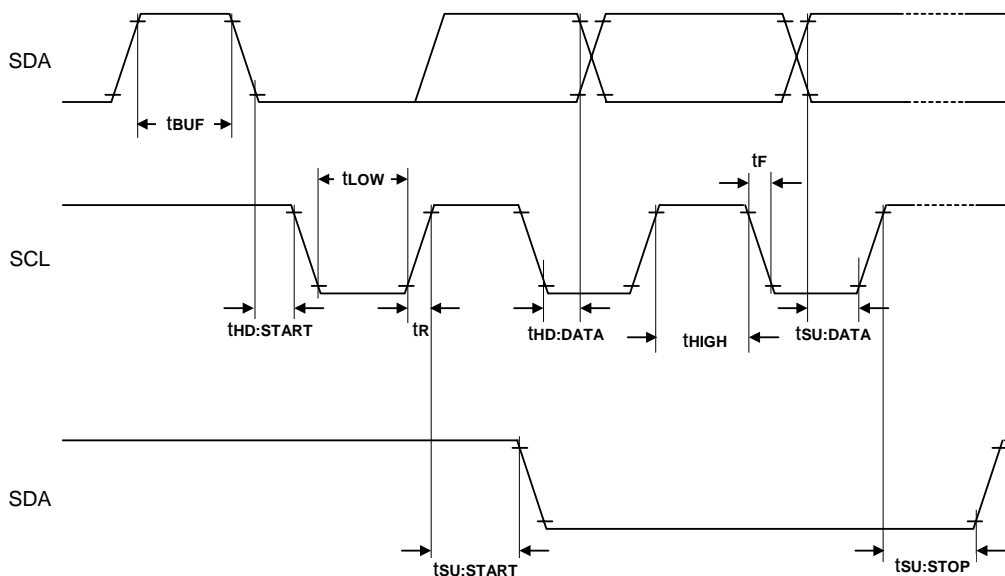 SDA
tBUF
tF
tLOW
SCL
tHD:START
tR
tHD:DATA
tHIGH
tSU:DATA
SDA
tSU:START
tSU:STOP